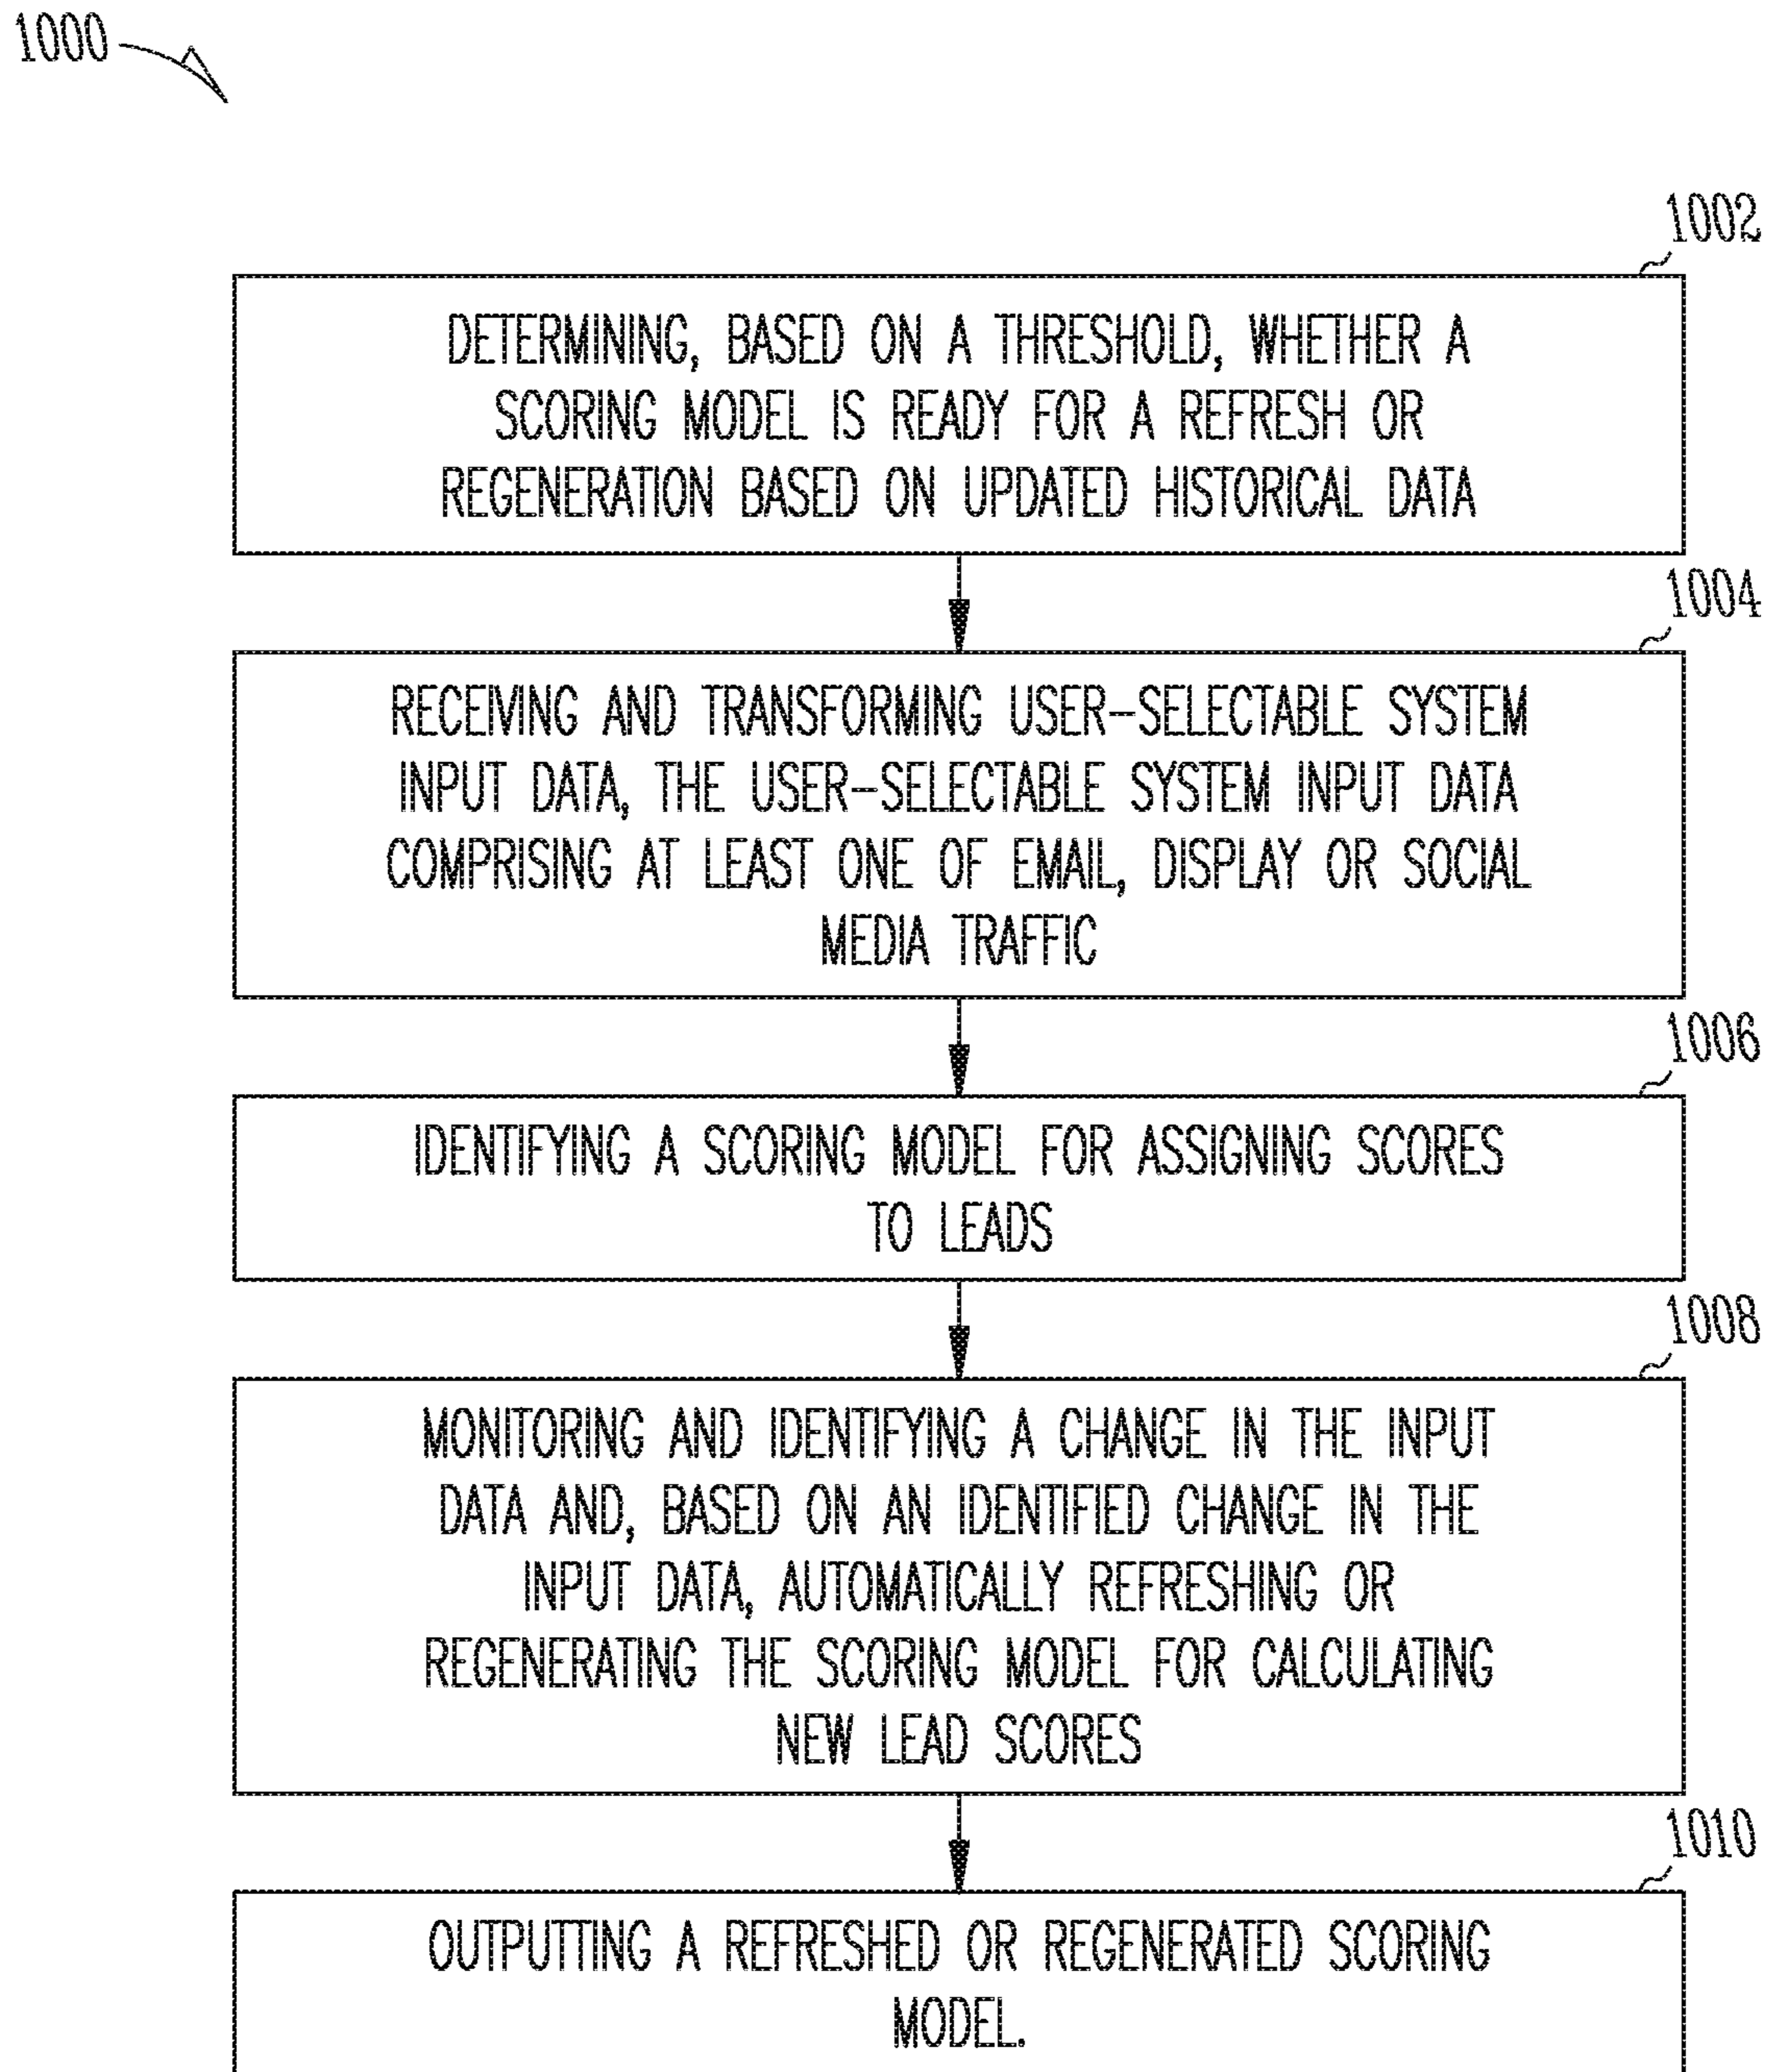 1000
1002
DETERMINING, BASED ON A THRESHOLD, WHETHER A
SCORING MODEL IS READY FOR A REFRESH OR
REGENERATION BASED ON UPDATED HISTORICAL DATA
1004
RECEIVING AND TRANSFORMING USER-SELECTABLE SYSTEM
INPUT DATA, THE USER-SELECTABLE SYSTEM INPUT DATA
COMPRISING AT LEAST ONE OF EMAIL, DISPLAY OR SOCIAL
MEDIA TRAFFIC
1006
IDENTIFYING A SCORING MODEL FOR ASSIGNING SCORES
TO LEADS
1008
MONITORING AND IDENTIFYING A CHANGE IN THE INPUT
DATA AND, BASED ON AN IDENTIFIED CHANGE IN THE
INPUT DATA, AUTOMATICALLY REFRESHING OR
REGENERATING THE SCORING MODEL FOR CALCULATING
NEW LEAD SCORES
1010
OUTPUTTING A REFRESHED OR REGENERATED SCORING
MODEL.